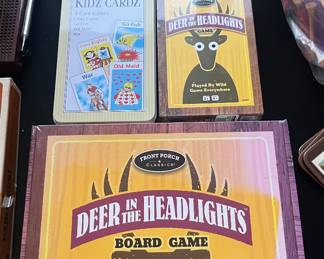 KIDZ CARDZ
Go Fish
War
Old Maid
DEER IN THE HEADLIGHTS
GAME
Played By Wild
Game Everywhere
FRONT PORCH
CLASSICS
DEER IN THE HEADLIGHTS
BOARD GAME